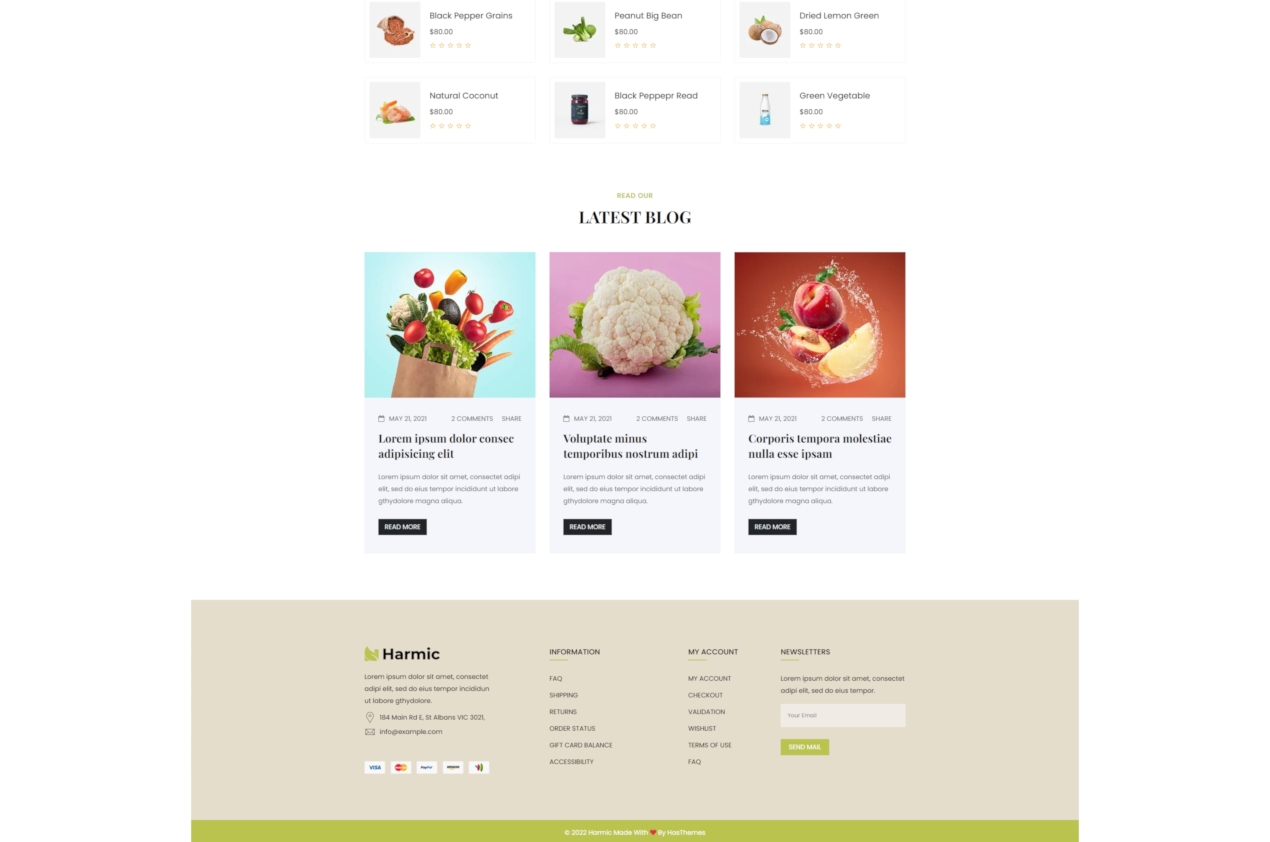 Black Pepper Grains
$80.00
Peanut Big Bean
$80.00
Dried Lemon Green
$80.00
Natural Coconut
$80.00
Black Peppepr Read
$80.00
Green Vegetable
$80.00
READ OUR
LATEST BLOG
MAY 21, 2021 2 COMMENTS SHARE
Lorem ipsum dolor consec
adipisicing elit
Lorem ipsum dolor sit amet, consectet adipi
elit, sed do eius tempor incididunt ut labore
gthydolore magna aliqua.
READ MORE
MAY 21, 2021 2 COMMENTS SHARE
Voluptate minus
temporibus nostrum adipi
Lorem ipsum dolor sit amet, consectet adipi
elit, sed do eius tempor incididunt ut labore
gthydolore magna aliqua.
READ MORE
MAY 21, 2021 2 COMMENTS SHARE
Corporis tempora molestiae
nulla esse ipsam
Lorem ipsum dolor sit amet, consectet adipi
elit, sed do eius tempor incididunt ut labore
gthydolore magna aliqua.
READ MORE
Harmic
Lorem ipsum dolor sit amet, consectet
adipi elit, sed do eius tempor incididun
ut labore gthydolore.
184 Main Rd E, St Albans VIC 3021,
info@example.com
VISA
PayPal
amazon
INFORMATION
FAQ
SHIPPING
RETURNS
ORDER STATUS
GIFT CARD BALANCE
ACCESSIBILITY
MY ACCOUNT
MY ACCOUNT
CHECKOUT
VALIDATION
WISHLIST
TERMS OF USE
FAQ
NEWSLETTERS
Lorem ipsum dolor sit amet, consectet
adipi elit, sed do eius tempor.
Your Email
SEND MAIL
© 2022 Harmic Made With ❤ By HasThemes